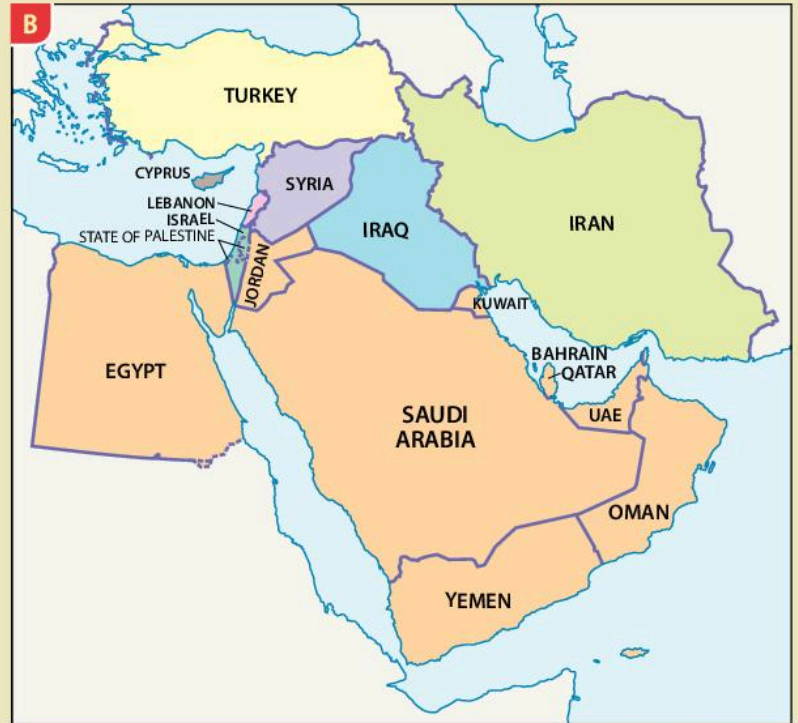 B
TURKEY
CYPRUS
SYRIA
LEBANON
ISRAEL
STATE OF PALESTINE
IRAQ
IRAN
JORDAN
KUWAIT
EGYPT
BAHRAIN
QATAR
SAUDI
ARABIA
UAE
OMAN
YEMEN